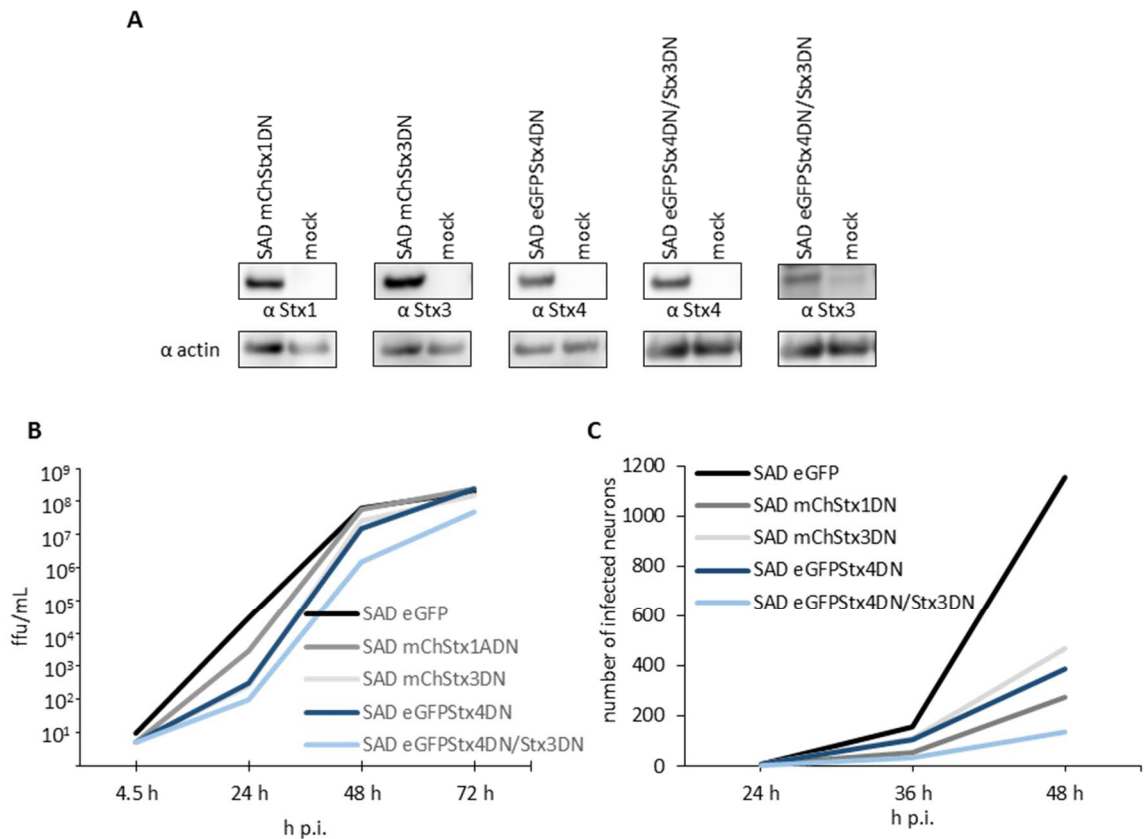 A
SAD mChStx1DN
mock
SAD mChStx3DN
mock
SAD eGFPStx4DN
mock
SAD eGFPStx4DN/Stx3DN
mock
SAD eGFPStx4DN/Stx3DN
mock
α Stx1
α Stx3
α Stx4
α Stx4
α Stx3
α actin
B
ffu/mL
10⁹
10⁸
10⁷
10⁶
10⁵
10⁴
10³
10²
10¹
SAD eGFP
SAD mChStx1ADN
SAD mChStx3DN
SAD eGFPStx4DN
SAD eGFPStx4DN/Stx3DN
4.5 h 24 h 48 h 72 h
h p.i.
C
number of infected neurons
1200
1000
800
600
400
200
0
SAD eGFP
SAD mChStx1DN
SAD mChStx3DN
SAD eGFPStx4DN
SAD eGFPStx4DN/Stx3DN
24 h 36 h 48 h
h p.i.